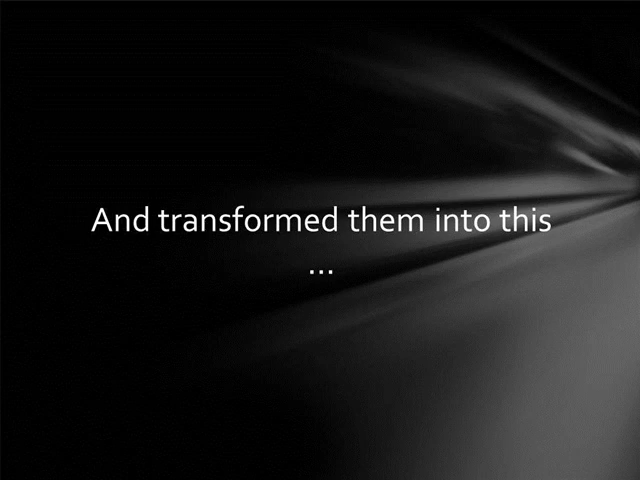 And transformed them into this
...